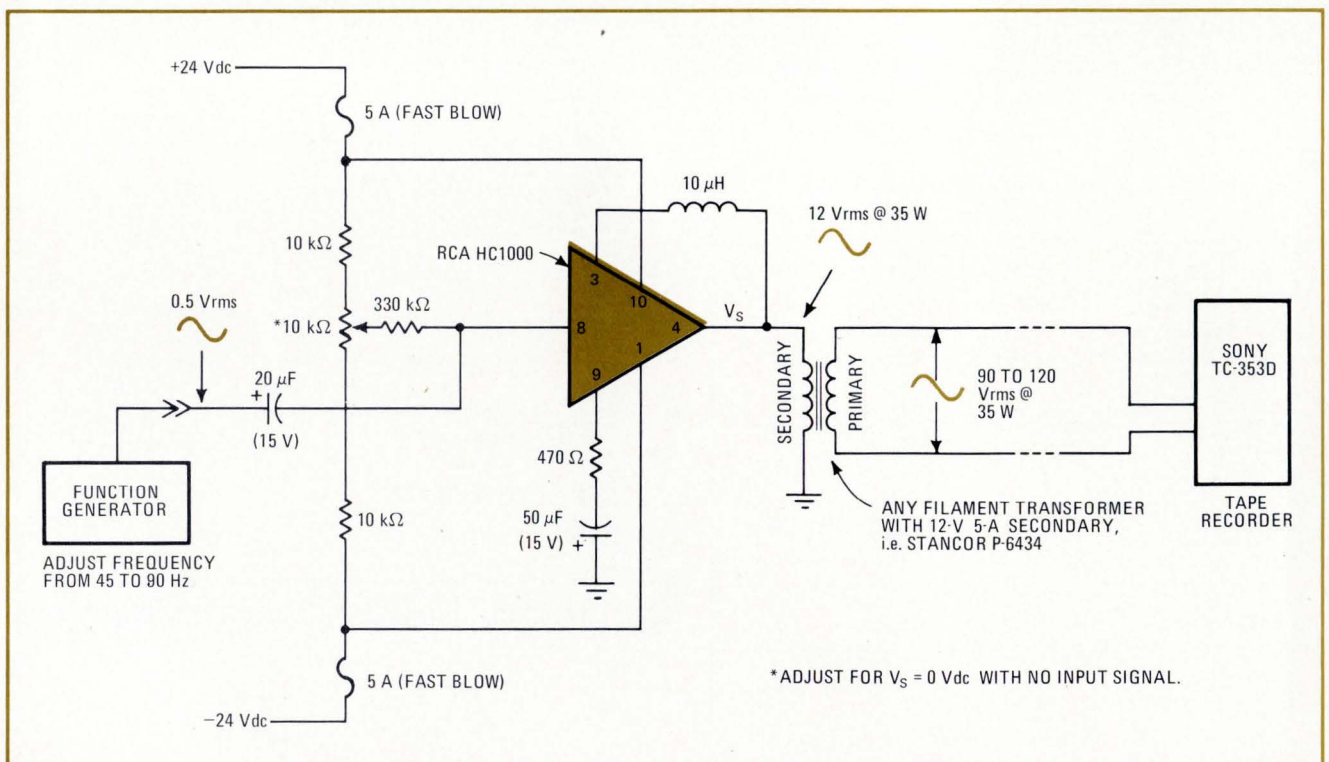 +24 Vdc
5 A (FAST BLOW)
10 kΩ
*10 kΩ
330 kΩ
0.5 Vrms
20 μF
+
(15 V)
FUNCTION
GENERATOR
ADJUST FREQUENCY
FROM 45 TO 90 Hz
10 kΩ
5 A (FAST BLOW)
−24 Vdc
RCA HC1000
3
10
8
4
1
9
10 μH
470 Ω
50 μF
(15 V) +
VS
12 Vrms @ 35 W
SECONDARY
PRIMARY
90 TO 120
Vrms @
35 W
ANY FILAMENT TRANSFORMER
WITH 12-V 5-A SECONDARY,
i.e. STANCOR P-6434
SONY
TC-353D
TAPE
RECORDER
*ADJUST FOR VS = 0 Vdc WITH NO INPUT SIGNAL.